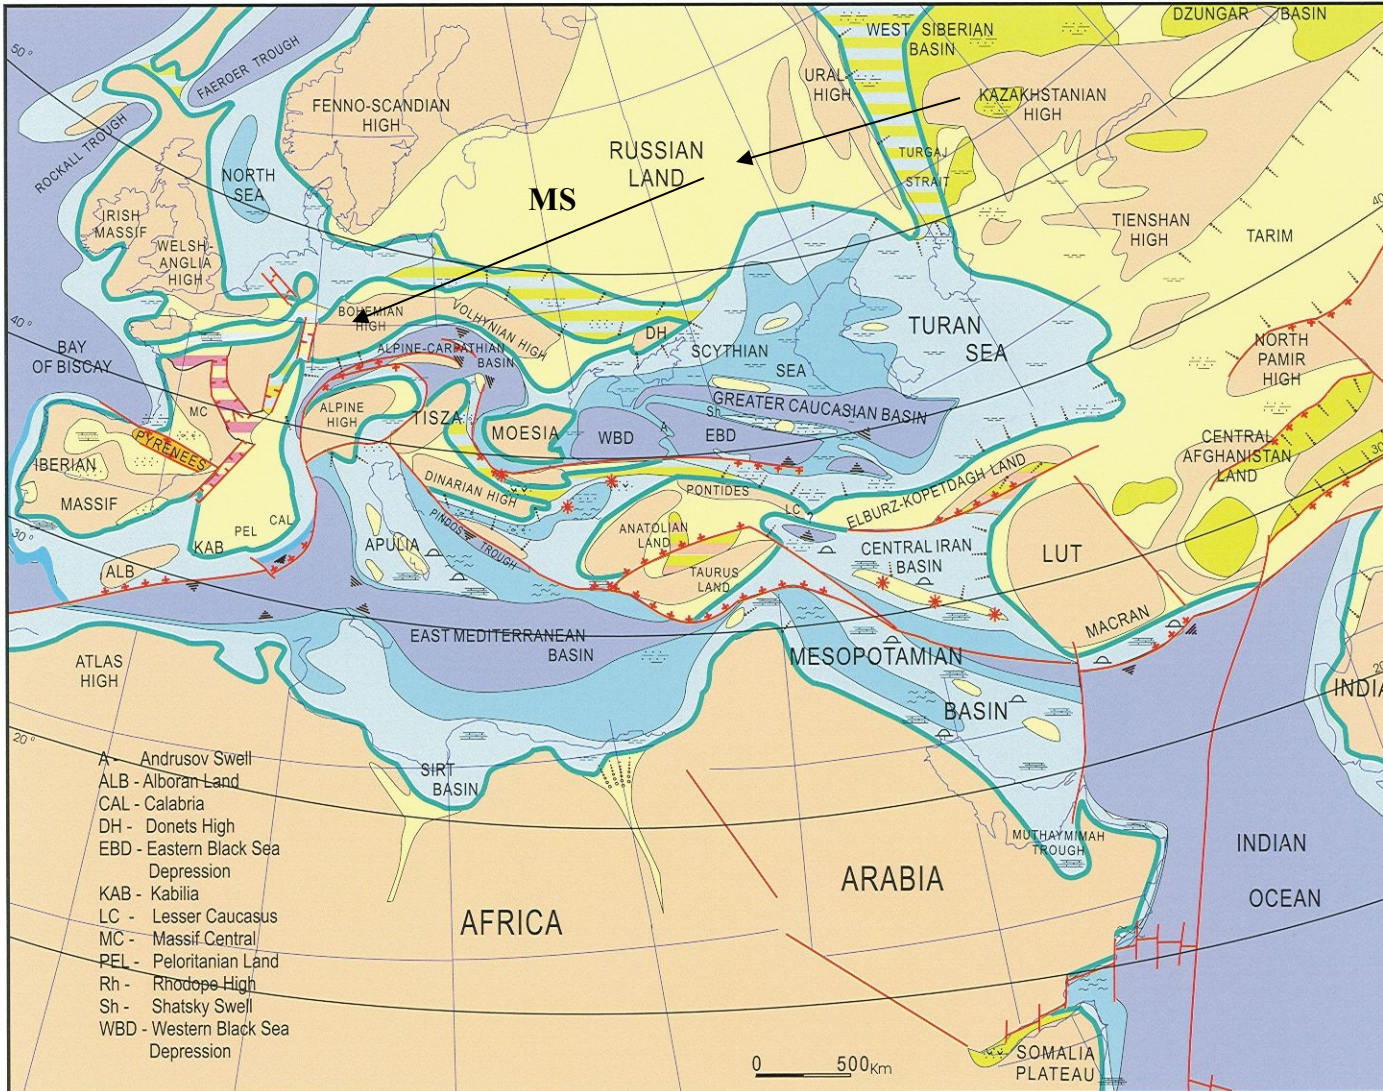 DZUNGAR BASIN
WEST SIBERIAN
BASIN
50°
FAEROER TROUGH
URAL
HIGH
FENNO-SCANDIAN
HIGH
KAZAKHSTANIAN
HIGH
ROCKALL TROUGH
RUSSIAN
LAND
TURGAJ
STRAIT
NORTH
SEA
MS
40
IRISH
MASSIF
TIENSHAN
HIGH
TARIM
WELSH-
ANGLIA
HIGH
40°
BOHEMIAN
HIGH
VOLHYNIAN HIGH
DH
TURAN
SEA
BAY
OF BISCAY
ALPINE-CARPATHIAN
BASIN
SCYTHIAN
SEA
NORTH
PAMIR
HIGH
MC
ALPINE
HIGH
TISZA
GREATER CAUCASIAN BASIN
Sh
PYRENEES
MOESIA
WBD
A
EBD
IBERIAN
MASSIF
CENTRAL
AFGHANISTAN
LAND
30
DINARIAN HIGH
PONTIDES
ELBURZ-KOPETDAGH LAND
LC
30°
PEL
CAL
KAB
PINDOS TROUGH
APULIA
ANATOLIAN
LAND
CENTRAL IRAN
BASIN
LUT
ALB
TAURUS
LAND
MACRAN
EAST MEDITERRANEAN
BASIN
MESOPOTAMIAN
BASIN
ATLAS
HIGH
20
INDIA
20°
SIRT
BASIN
A - Andrusov Swell
ALB - Alboran Land
CAL - Calabria
DH - Donets High
EBD - Eastern Black Sea
Depression
KAB - Kabilia
LC - Lesser Caucasus
MC - Massif Central
PEL - Peloritanian Land
Rh - Rhodope High
Sh - Shatsky Swell
WBD - Western Black Sea
Depression
MUTHAYMIMAH
TROUGH
AFRICA
ARABIA
INDIAN
OCEAN
SOMALIA
PLATEAU
0 500 Km